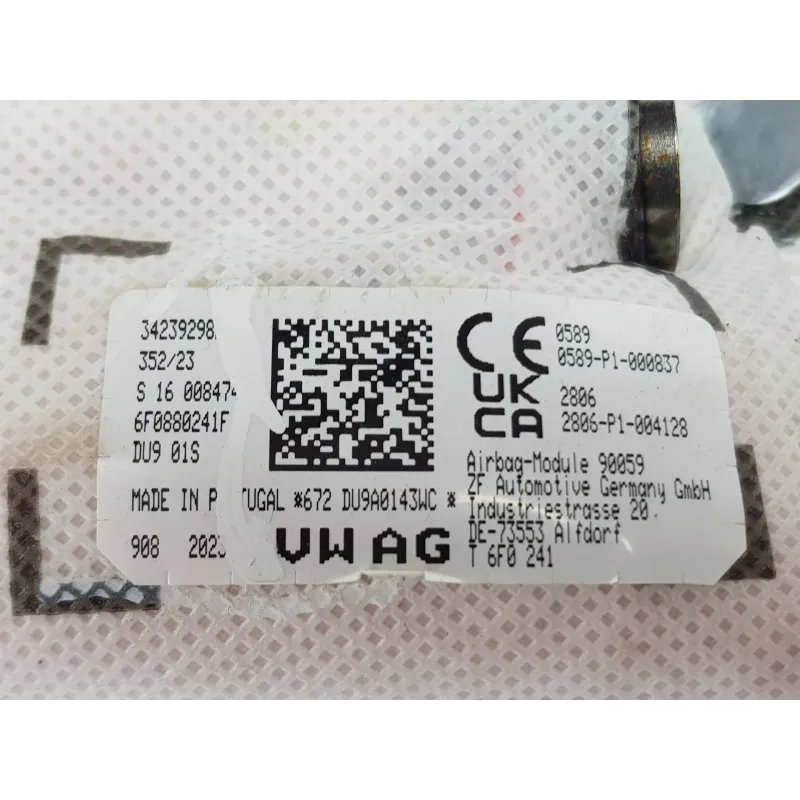 34239298
352/23
S 16 00847
6F0880241F
DU9 01S
MADE IN P TUGAL *672 DU9A0143WC *
908 202
VW AG
CE 0589
0589-P1-000837
UK
CA
2806
2806-P1-004128
Airbag-Module 90059
ZF Automotive Germany GmbH
Industriestrasse 20.
DE-73553 Alfdorf
T 6F0 241